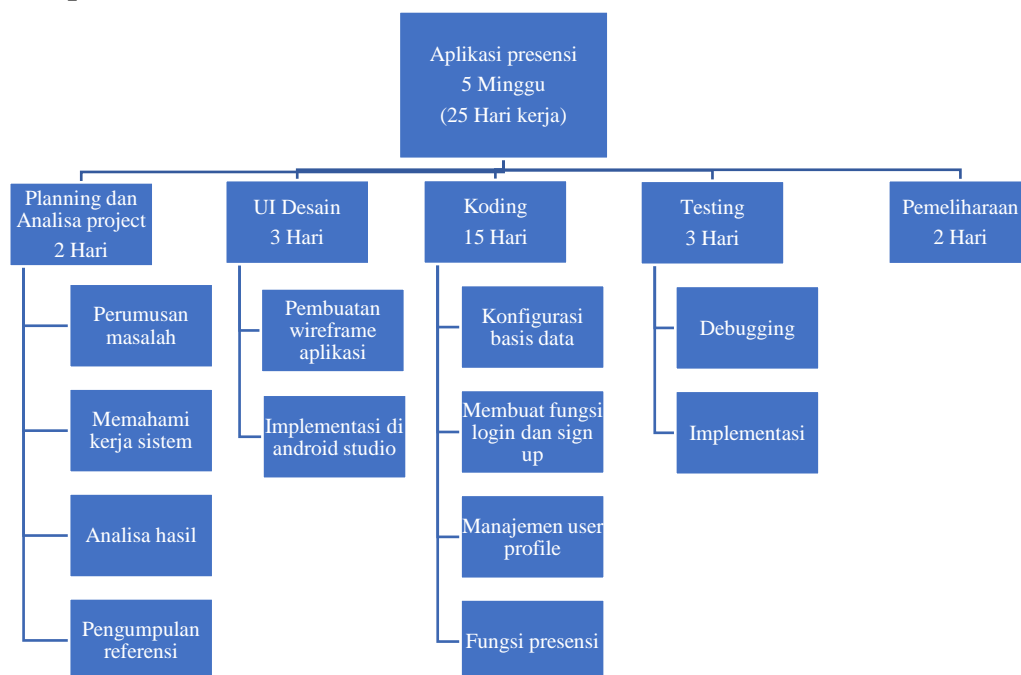 Aplikasi presensi
5 Minggu
(25 Hari kerja)
Planning dan
Analisa project
2 Hari
UI Desain
3 Hari
Koding
15 Hari
Testing
3 Hari
Pemeliharaan
2 Hari
Perumusan
masalah
Memahami
kerja sistem
Analisa hasil
Pengumpulan
referensi
Pembuatan
wireframe
aplikasi
Implementasi di
android studio
Konfigurasi
basis data
Membuat fungsi
login dan sign
up
Manajemen user
profile
Fungsi presensi
Debugging
Implementasi